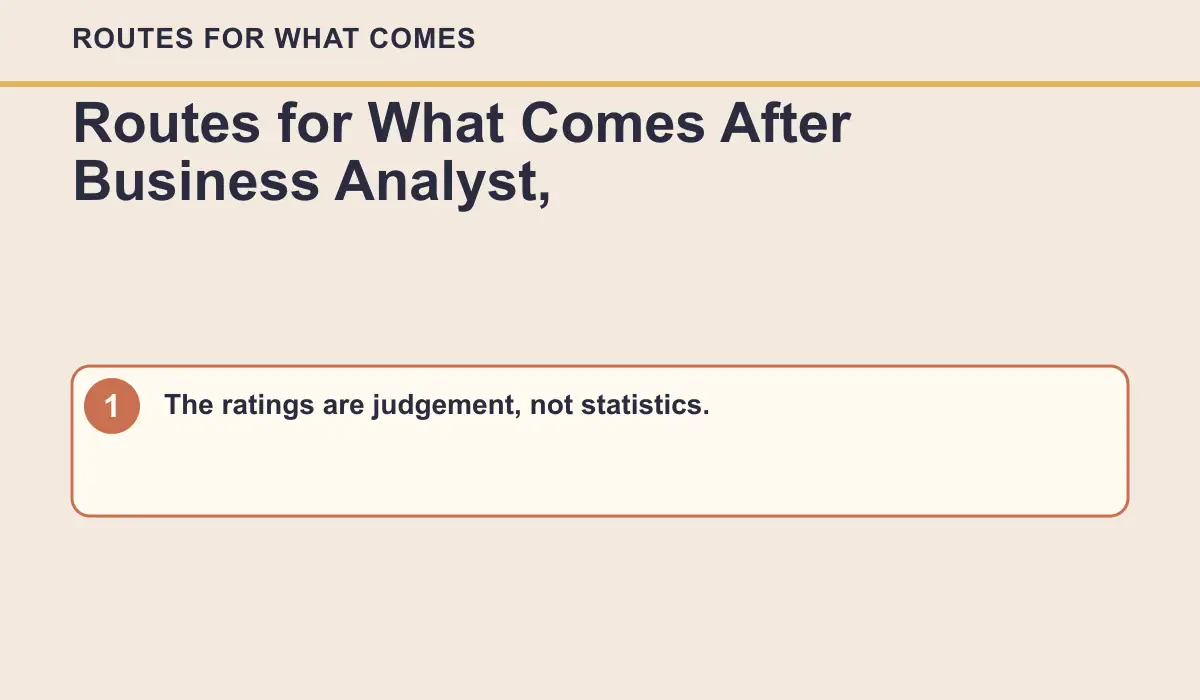 ROUTES FOR WHAT COMES
Routes for What Comes After
Business Analyst,
1
The ratings are judgement, not statistics.